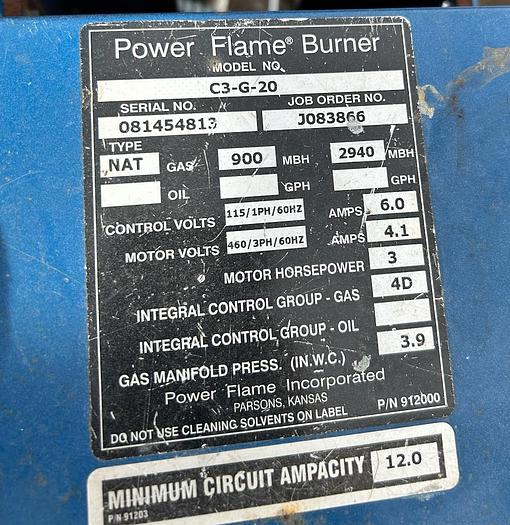 Power Flame® Burner
MODEL NO.
C3-G-20
SERIAL NO. JOB ORDER NO.
081454813 J083866
TYPE
NAT GAS 900 MBH 2940 MBH
OIL GPH GPH
CONTROL VOLTS 115/1PH/60HZ AMPS 6.0
MOTOR VOLTS 460/3PH/60HZ AMPS 4.1
MOTOR HORSEPOWER 3
INTEGRAL CONTROL GROUP - GAS 4D
INTEGRAL CONTROL GROUP - OIL
GAS MANIFOLD PRESS. (IN.W.C.) 3.9
Power Flame Incorporated
PARSONS, KANSAS P/N 912000
DO NOT USE CLEANING SOLVENTS ON LABEL
MINIMUM CIRCUIT AMPACITY 12.0
P/N 91203